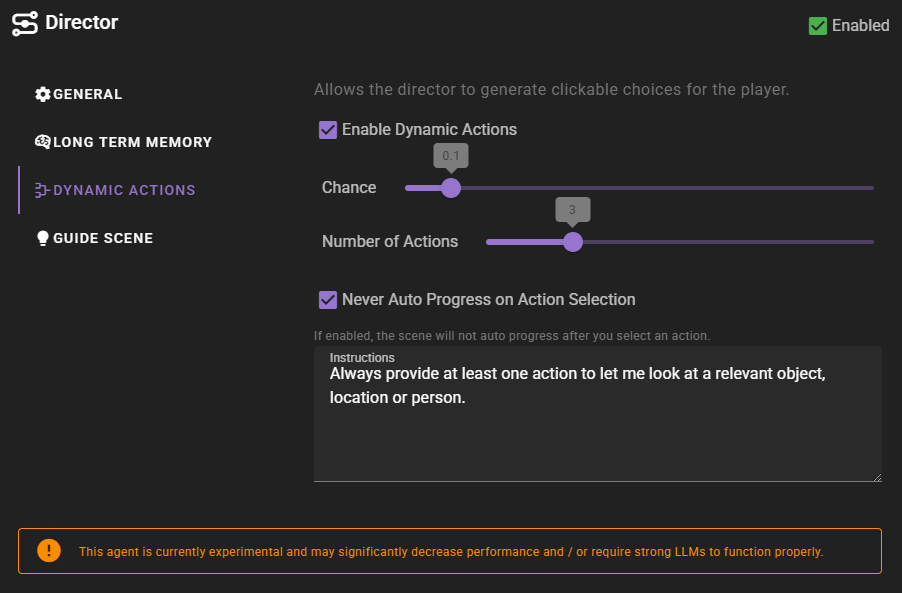 Director
Enabled
GENERAL
LONG TERM MEMORY
DYNAMIC ACTIONS
GUIDE SCENE
Allows the director to generate clickable choices for the player.
Enable Dynamic Actions
0.1
Chance
3
Number of Actions
Never Auto Progress on Action Selection
If enabled, the scene will not auto progress after you select an action.
Instructions
Always provide at least one action to let me look at a relevant object,
location or person.
This agent is currently experimental and may significantly decrease performance and / or require strong LLMs to function properly.